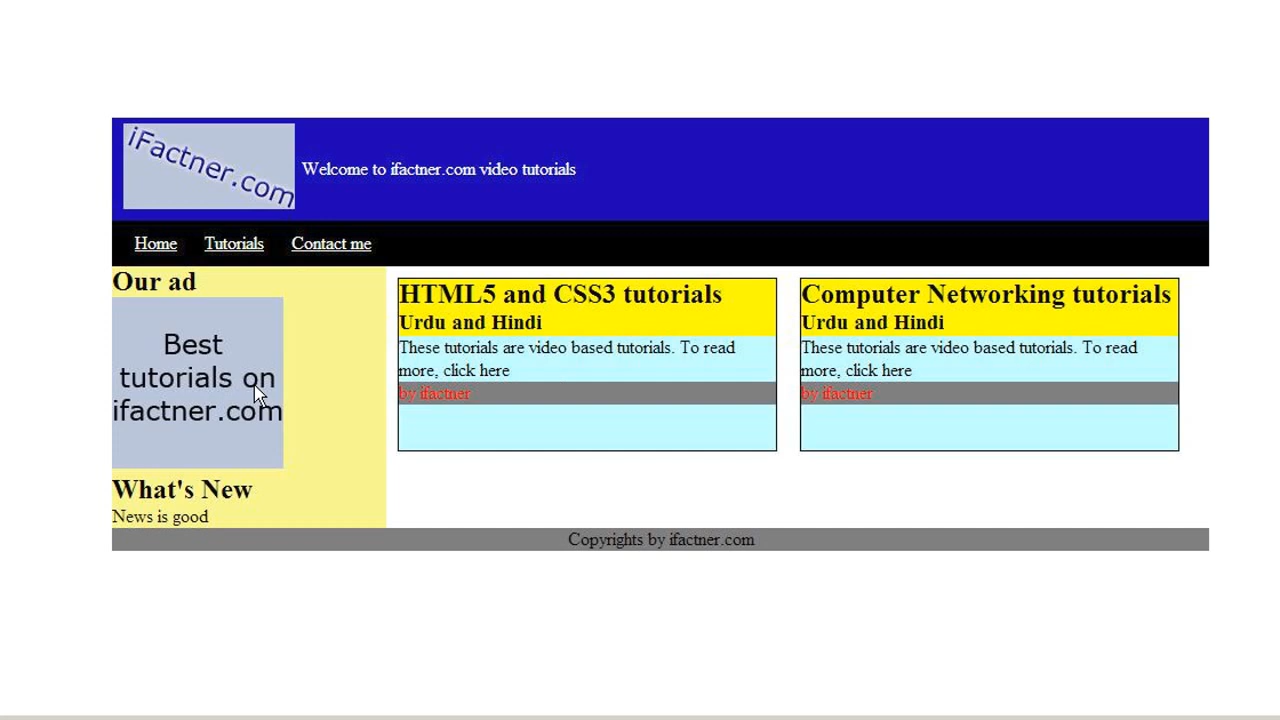 iFactner.com
Welcome to ifactner.com video tutorials
Home Tutorials Contact me
Our ad
Best
tutorials on
ifactner.com
What's New
News is good
HTML5 and CSS3 tutorials
Urdu and Hindi
These tutorials are video based tutorials. To read
more, click here
by ifactner
Computer Networking tutorials
Urdu and Hindi
These tutorials are video based tutorials. To read
more, click here
by ifactner
Copyrights by ifactner.com